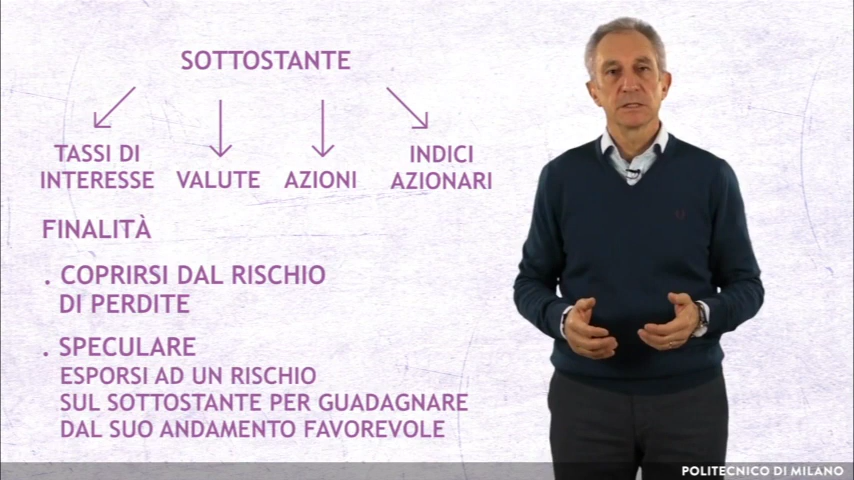 SOTTOSTANTE
TASSI DI
INTERESSE
VALUTE
AZIONI
INDICI
AZIONARI
FINALITÀ
. COPRIRSI DAL RISCHIO
DI PERDITE
. SPECULARE
ESPORSI AD UN RISCHIO
SUL SOTTOSTANTE PER GUADAGNARE
DAL SUO ANDAMENTO FAVOREVOLE
POLITECNICO DI MILANO